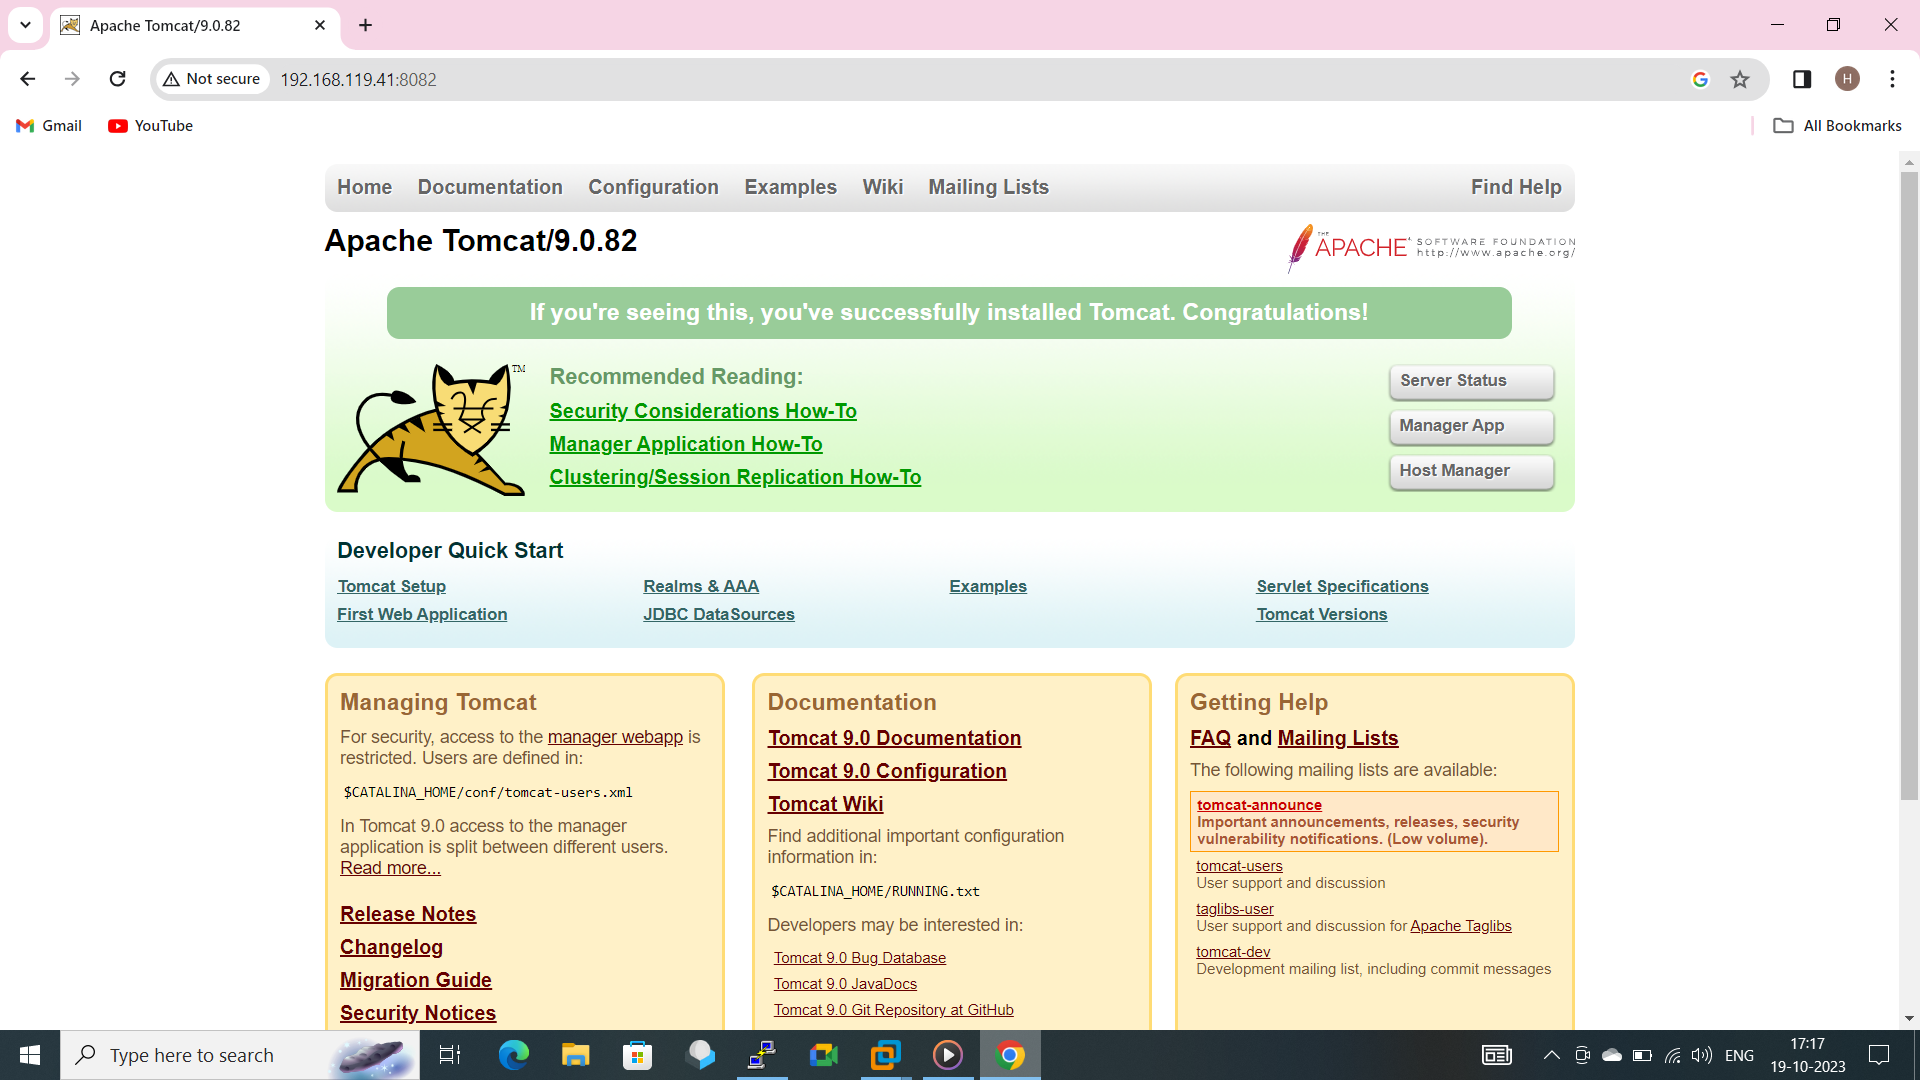 Apache Tomcat/9.0.82
Not secure
192.168.119.41:8082
H
Gmail
YouTube
All Bookmarks
Home
Documentation
Configuration
Examples
Wiki
Mailing Lists
Find Help
Apache Tomcat/9.0.82
THE APACHE SOFTWARE FOUNDATION
http://www.apache.org/
If you're seeing this, you've successfully installed Tomcat. Congratulations!
TM
Recommended Reading:
Security Considerations How-To
Manager Application How-To
Clustering/Session Replication How-To
Server Status
Manager App
Host Manager
Developer Quick Start
Tomcat Setup
First Web Application
Realms & AAA
JDBC DataSources
Examples
Servlet Specifications
Tomcat Versions
Managing Tomcat
For security, access to the manager webapp is
restricted. Users are defined in:
$CATALINA_HOME/conf/tomcat-users.xml
In Tomcat 9.0 access to the manager
application is split between different users.
Read more...
Release Notes
Changelog
Migration Guide
Security Notices
Documentation
Tomcat 9.0 Documentation
Tomcat 9.0 Configuration
Tomcat Wiki
Find additional important configuration
information in:
$CATALINA_HOME/RUNNING.txt
Developers may be interested in:
Tomcat 9.0 Bug Database
Tomcat 9.0 JavaDocs
Tomcat 9.0 Git Repository at GitHub
Getting Help
FAQ and Mailing Lists
The following mailing lists are available:
tomcat-announce
Important announcements, releases, security
vulnerability notifications. (Low volume).
tomcat-users
User support and discussion
taglibs-user
User support and discussion for Apache Taglibs
tomcat-dev
Development mailing list, including commit messages
Type here to search
ENG
17:17
19-10-2023